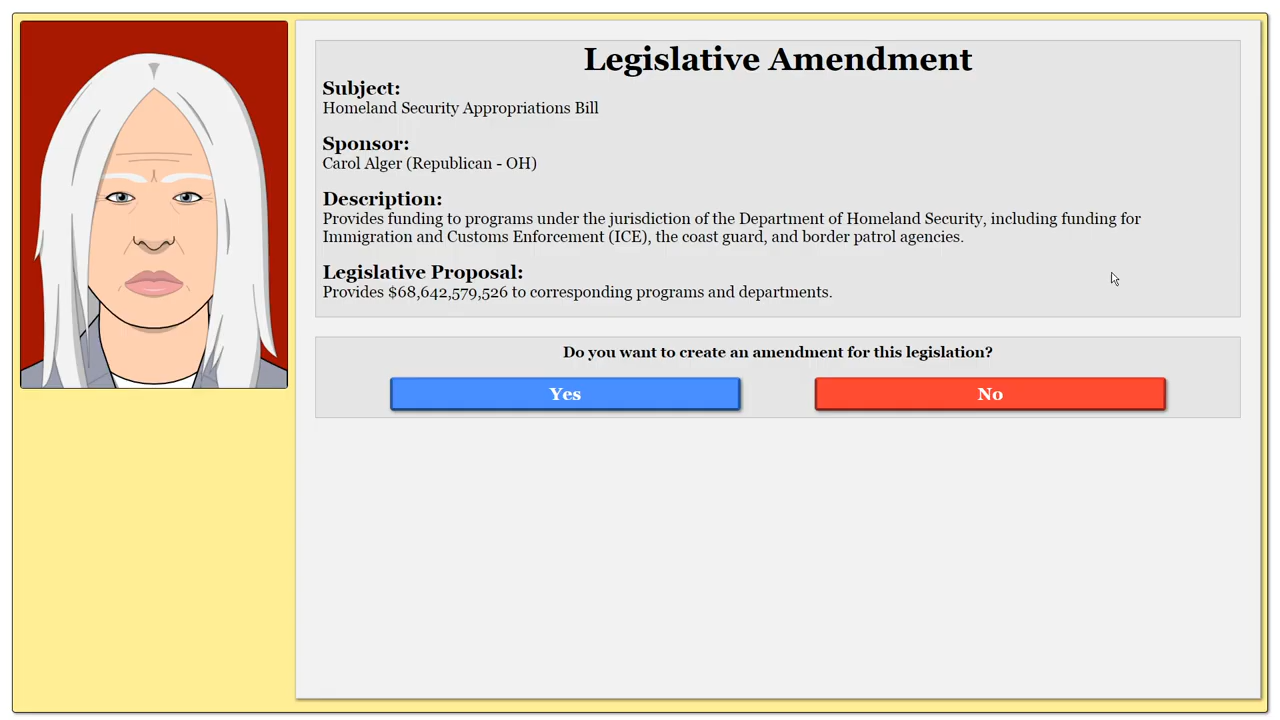 Legislative Amendment
Subject:
Homeland Security Appropriations Bill
Sponsor:
Carol Alger (Republican - OH)
Description:
Provides funding to programs under the jurisdiction of the Department of Homeland Security, including funding for
Immigration and Customs Enforcement (ICE), the coast guard, and border patrol agencies.
Legislative Proposal:
Provides $68,642,579,526 to corresponding programs and departments.
Do you want to create an amendment for this legislation?
Yes
No